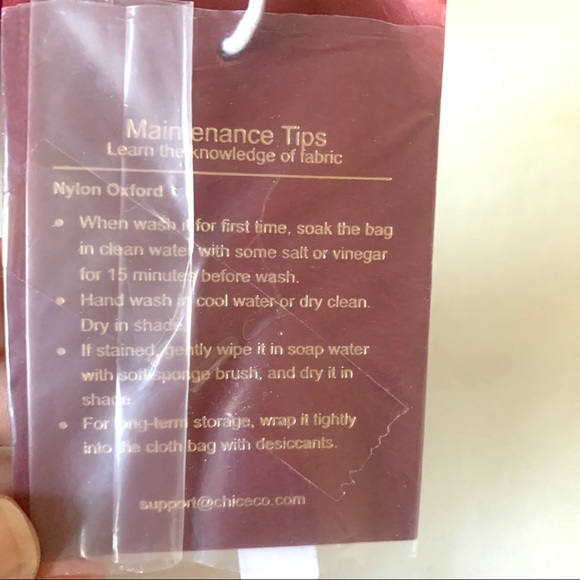 Maintenance Tips
Learn the knowledge of fabric
Nylon Oxford
• When wash it for first time, soak the bag
in clean water with some salt or vinegar
for 15 minutes before wash.
• Hand wash in cool water or dry clean.
Dry in shade.
• If stained, gently wipe it in soap water
with soft sponge brush, and dry it in
shade.
• For long-term storage, wrap it tightly
into the cloth bag with desiccants.
support@chiceco.com